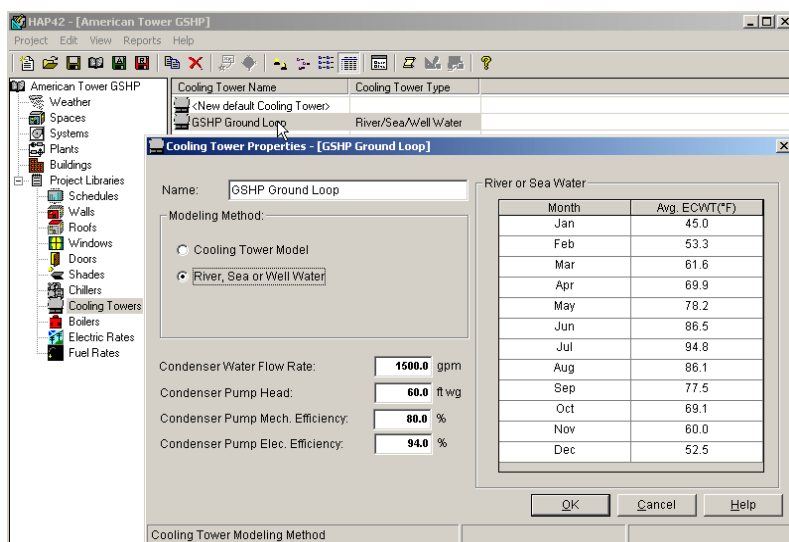 HAP42 - [American Tower GSHP]
Project Edit View Reports Help
American Tower GSHP
Weather
Spaces
Systems
Plants
Buildings
Project Libraries
Schedules
Walls
Roofs
Windows
Doors
Shades
Chillers
Cooling Towers
Boilers
Electric Rates
Fuel Rates
Cooling Tower Name Cooling Tower Type
<New default Cooling Tower>
GSHP Ground Loop River/Sea/Well Water
Cooling Tower Properties - [GSHP Ground Loop]
Name: GSHP Ground Loop
Modeling Method:
Cooling Tower Model
River, Sea or Well Water
Condenser Water Flow Rate: 1500.0 gpm
Condenser Pump Head: 60.0 ft wg
Condenser Pump Mech. Efficiency: 80.0 %
Condenser Pump Elec. Efficiency: 94.0 %
River or Sea Water
Month Avg. ECWT(°F)
Jan 45.0
Feb 53.3
Mar 61.6
Apr 69.9
May 78.2
Jun 86.5
Jul 94.8
Aug 86.1
Sep 77.5
Oct 69.1
Nov 60.0
Dec 52.5
OK Cancel Help
Cooling Tower Modeling Method